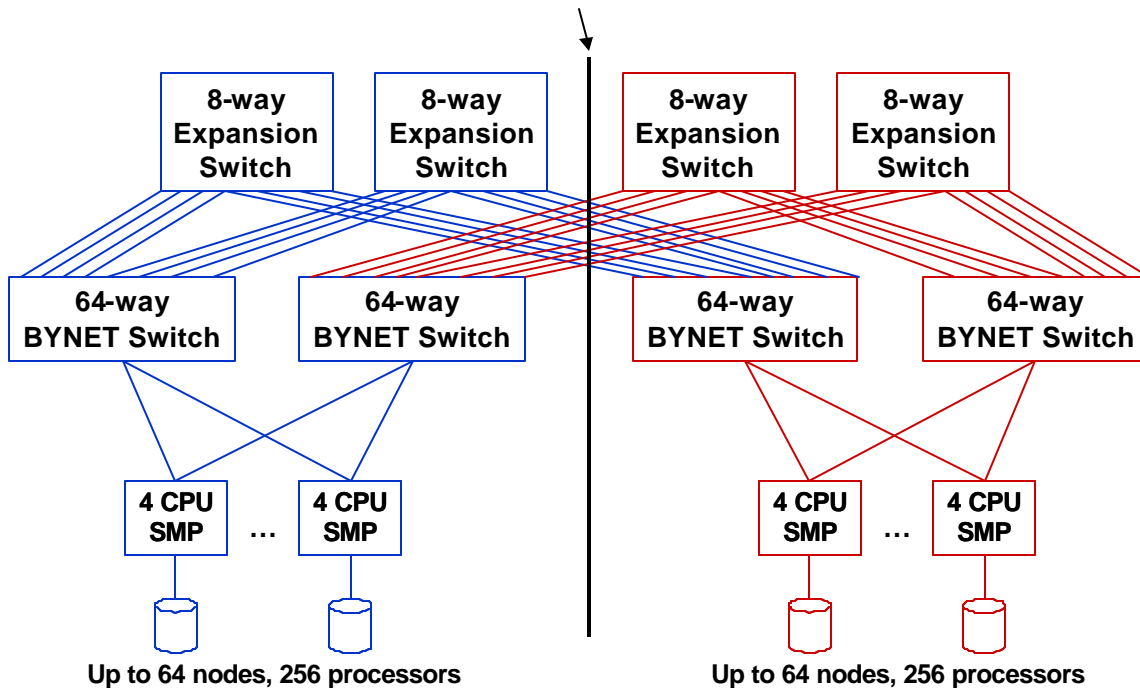 8-way
Expansion
Switch
8-way
Expansion
Switch
8-way
Expansion
Switch
8-way
Expansion
Switch
64-way
BYNET Switch
64-way
BYNET Switch
64-way
BYNET Switch
64-way
BYNET Switch
4 CPU
SMP
...
4 CPU
SMP
4 CPU
SMP
...
4 CPU
SMP
Up to 64 nodes, 256 processors
Up to 64 nodes, 256 processors